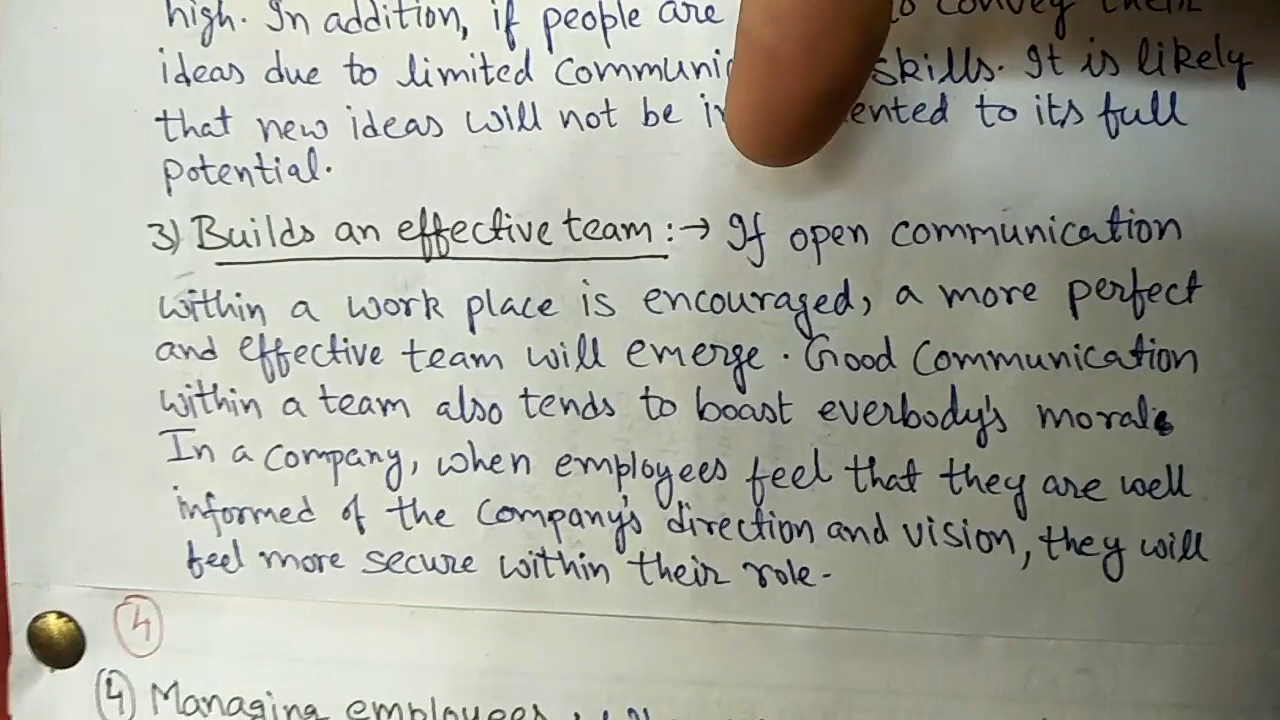 high. In addition, if people are to convey their
ideas due to limited skills. It is likely
that new ideas will not be to its full
potential.
3) Builds an effective team :→ If open communication
within a work place is encouraged, a more perfect
and effective team will emerge. Good Communication
within a team also tends to boast everbody's morale
In a company, when employees feel that they are well
informed of the Company's direction and vision, they will
feel more secure within their role.
4
(4) Managing employees